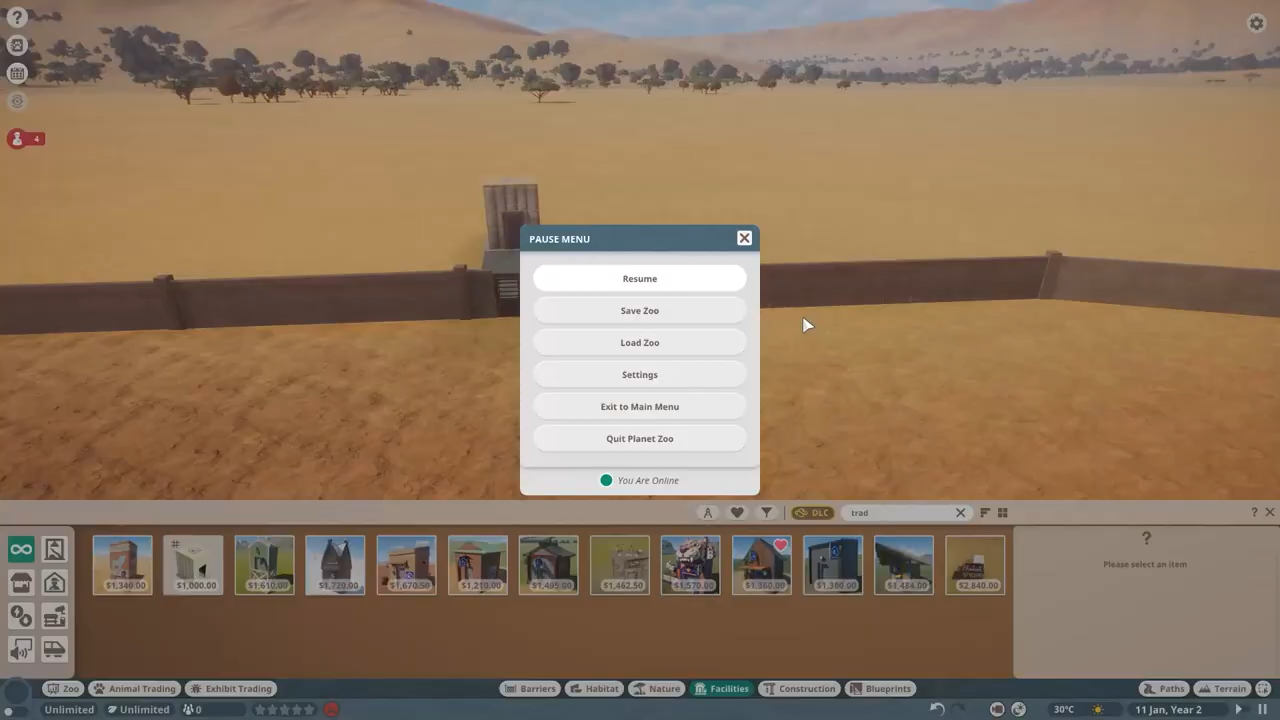 ?
4
PAUSE MENU
Resume
Save Zoo
Load Zoo
Settings
Exit to Main Menu
Quit Planet Zoo
You Are Online
DLC
trad
?
$1,340.00
$1,000.00
$1,610.00
$1,720.00
$1,670.50
$1,210.00
$1,495.00
$1,462.50
$1,570.00
$1,360.00
$1,360.00
$1,484.00
$2,840.00
?
Please select an item
Zoo
Animal Trading
Exhibit Trading
Barriers
Habitat
Nature
Facilities
Construction
Blueprints
Paths
Terrain
Unlimited
Unlimited
0
30°C
11 Jan, Year 2